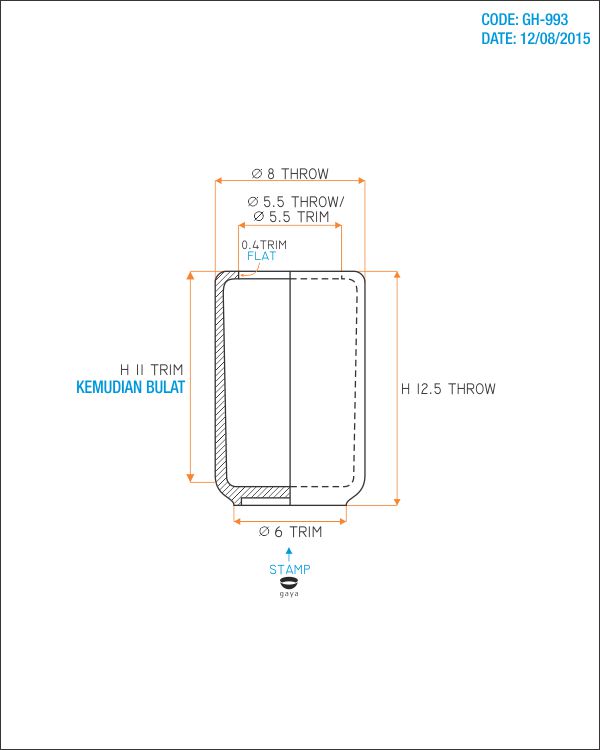 CODE: GH-993
DATE: 12/08/2015
Ø 8 THROW
Ø 5.5 THROW/
Ø 5.5 TRIM
0.4TRIM
FLAT
H 11 TRIM
KEMUDIAN BULAT
H 12.5 THROW
Ø 6 TRIM
STAMP
gaya